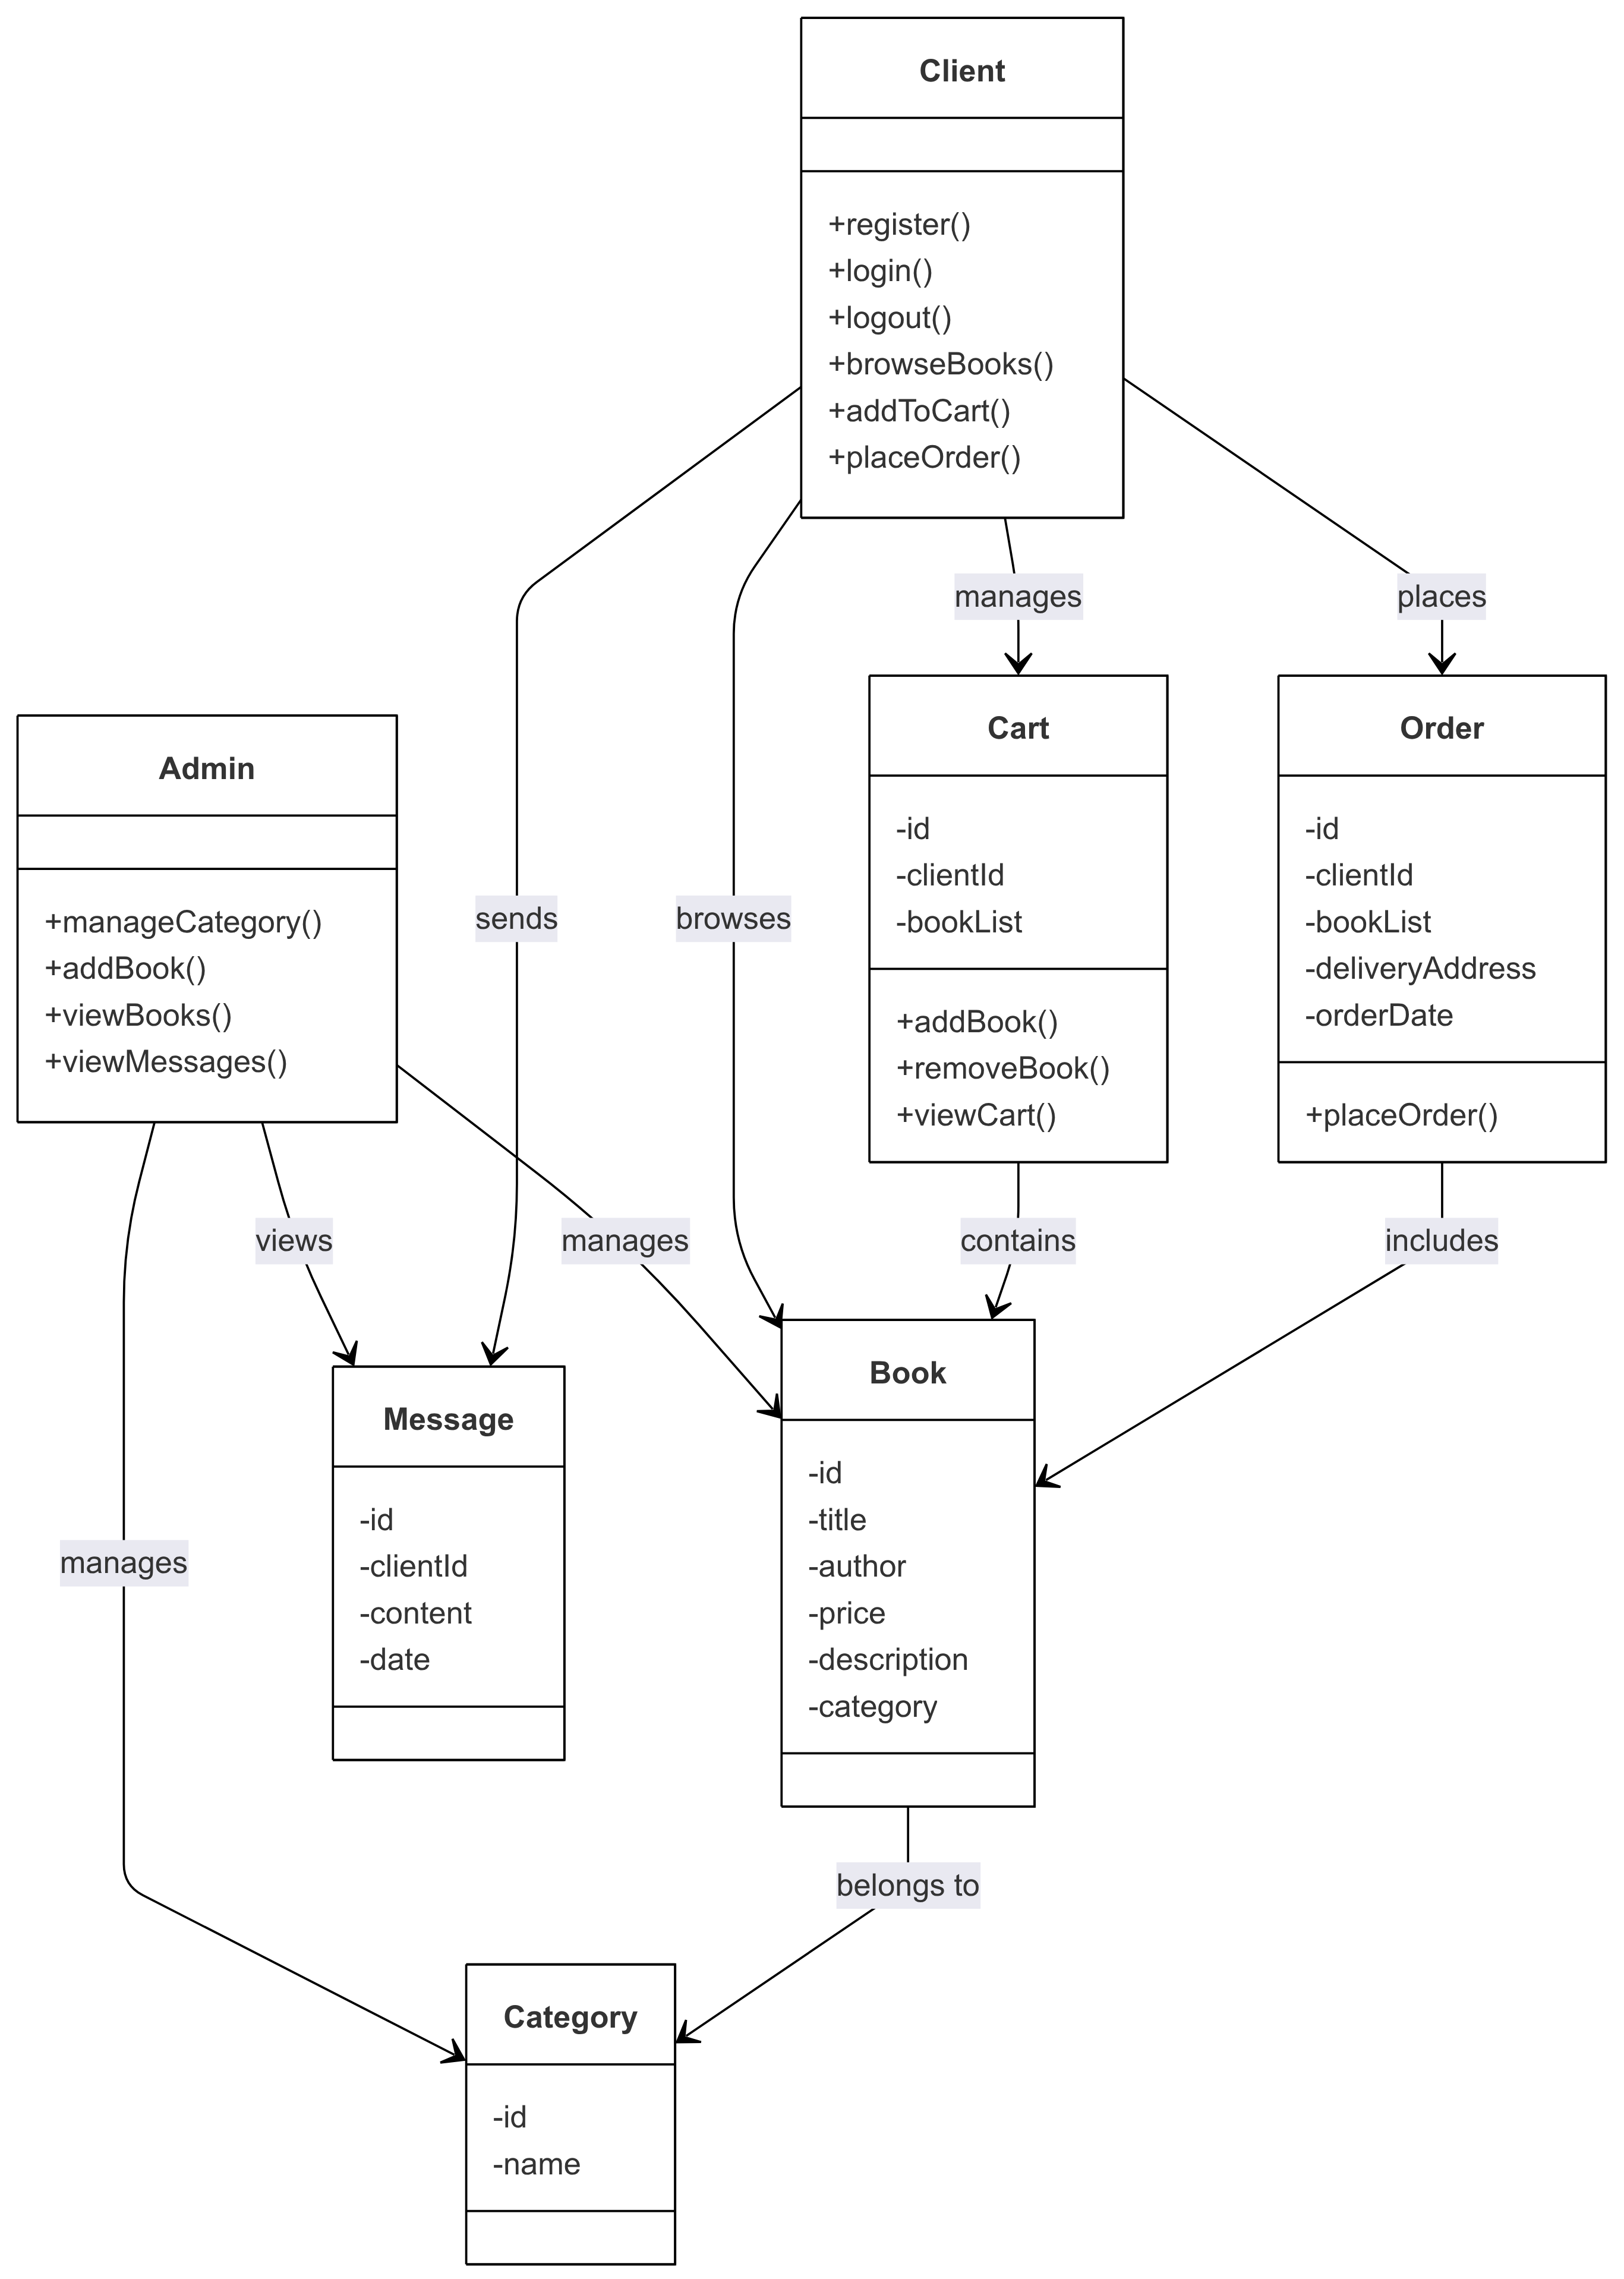 Client
+register()
+login()
+logout()
+browseBooks()
+addToCart()
+placeOrder()
manages
places
Admin
+manageCategory()
+addBook()
+viewBooks()
+viewMessages()
sends
browses
Cart
-id
-clientId
-bookList
+addBook()
+removeBook()
+viewCart()
Order
-id
-clientId
-bookList
-deliveryAddress
-orderDate
+placeOrder()
views
manages
contains
includes
manages
Message
-id
-clientId
-content
-date
Book
-id
-title
-author
-price
-description
-category
belongs to
Category
-id
-name